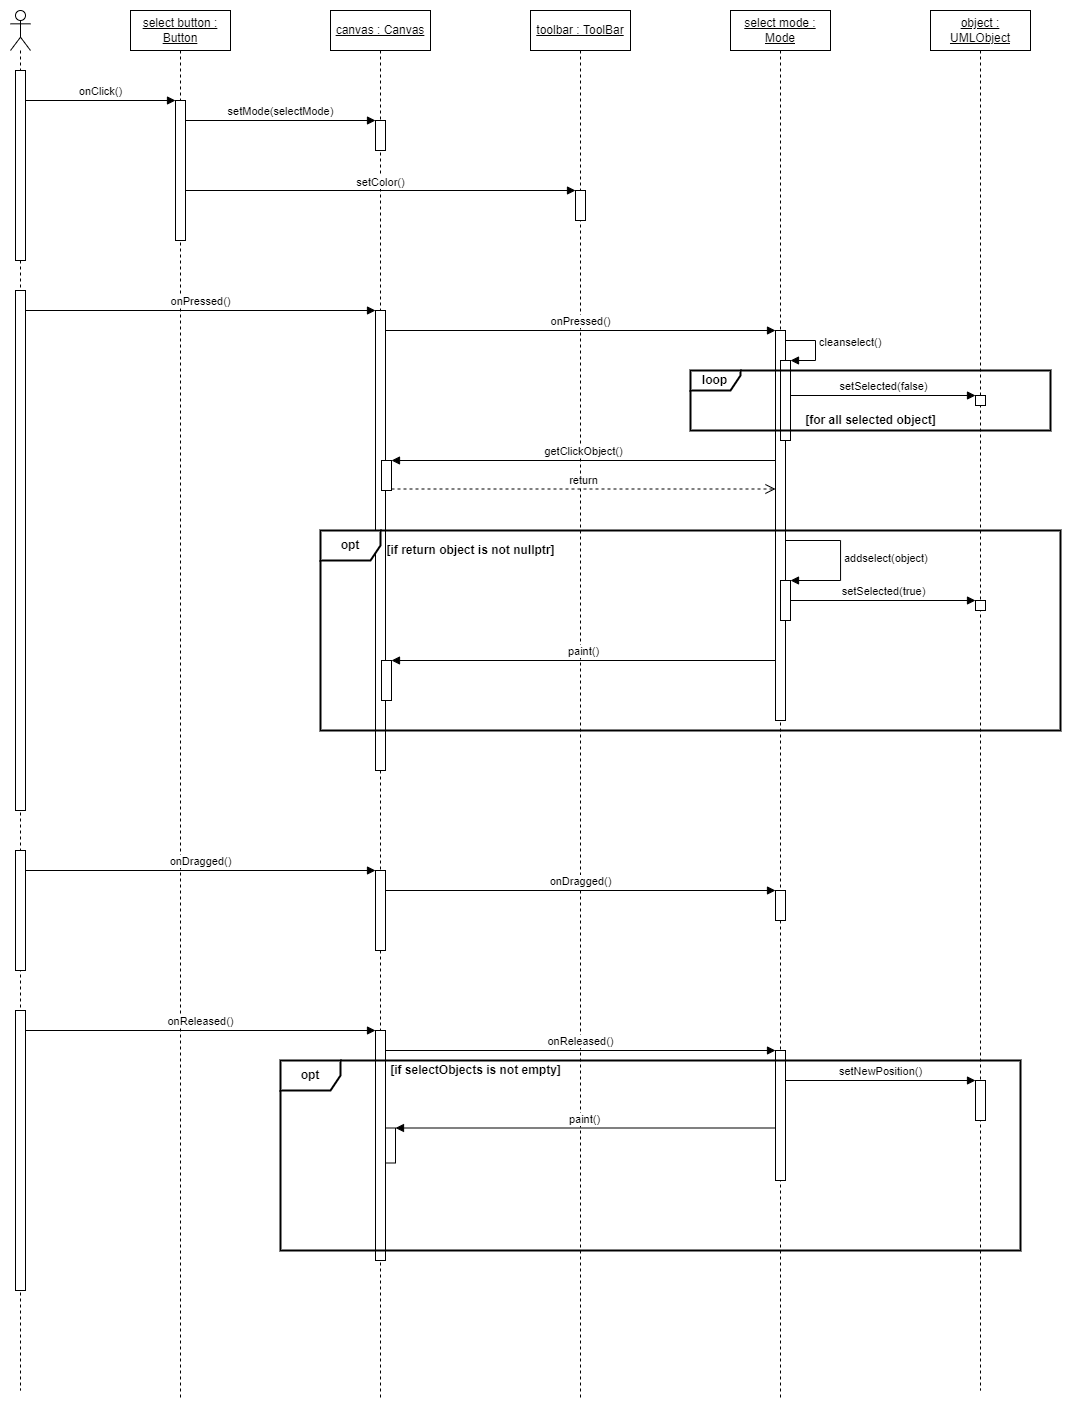 select button :
Button
canvas : Canvas
toolbar : ToolBar
select mode :
Mode
object :
UMLObject
onClick()
setMode(selectMode)
setColor()
onPressed()
onPressed()
cleanselect()
loop
setSelected(false)
[for all selected object]
getClickObject()
return
opt
[if return object is not nullptr]
addselect(object)
setSelected(true)
paint()
onDragged()
onDragged()
onReleased()
onReleased()
opt
[if selectObjects is not empty]
setNewPosition()
paint()